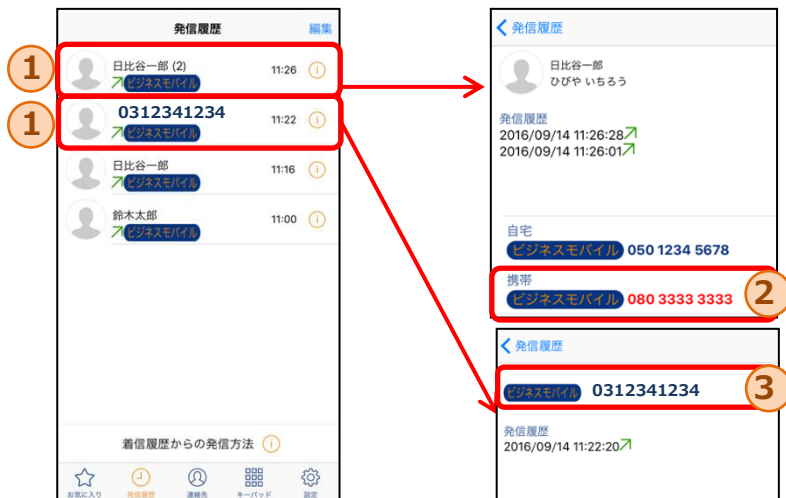 発信履歴
編集
1
日比谷一郎 (2)
ビジネスモバイル
11:26
1
0312341234
ビジネスモバイル
11:22
日比谷一郎
ビジネスモバイル
11:16
鈴木太郎
ビジネスモバイル
11:00
着信履歴からの発信方法
お気に入り
発信履歴
連絡先
キーパッド
設定
発信履歴
日比谷一郎
ひびや いちろう
発信履歴
2016/09/14 11:26:28
2016/09/14 11:26:01
自宅
ビジネスモバイル 050 1234 5678
携帯
ビジネスモバイル 080 3333 3333
2
発信履歴
ビジネスモバイル 0312341234
3
発信履歴
2016/09/14 11:22:20